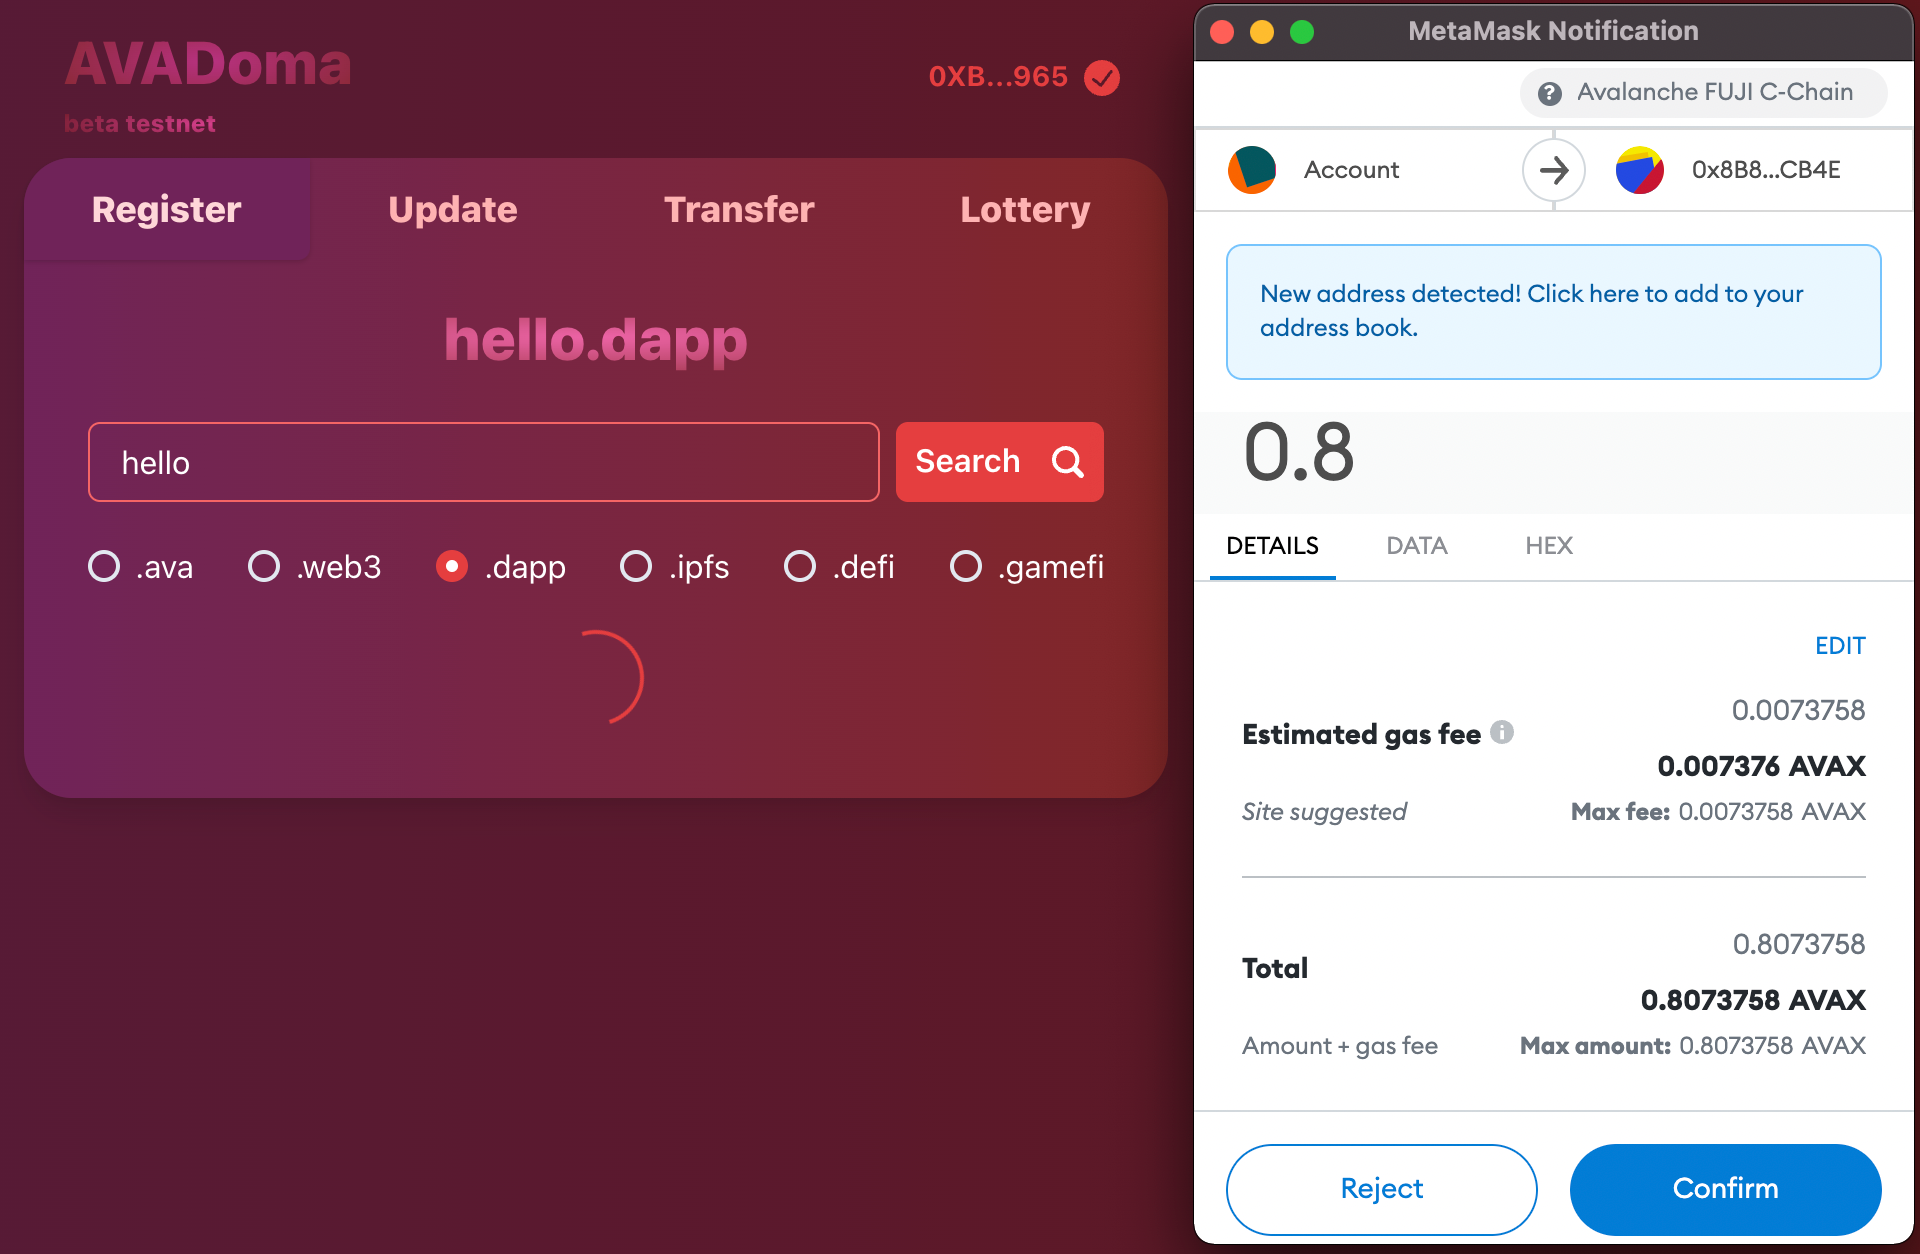 AVADoma
beta testnet
0XB...965
Register Update Transfer Lottery
hello.dapp
hello
Search
.ava .web3 .dapp .ipfs .defi .gamefi
MetaMask Notification
? Avalanche FUJI C-Chain
Account 0x8B8...CB4E
New address detected! Click here to add to your
address book.
0.8
DETAILS DATA HEX
EDIT
0.0073758
Estimated gas fee i
0.007376 AVAX
Site suggested Max fee: 0.0073758 AVAX
0.8073758
Total
0.8073758 AVAX
Amount + gas fee Max amount: 0.8073758 AVAX
Reject Confirm